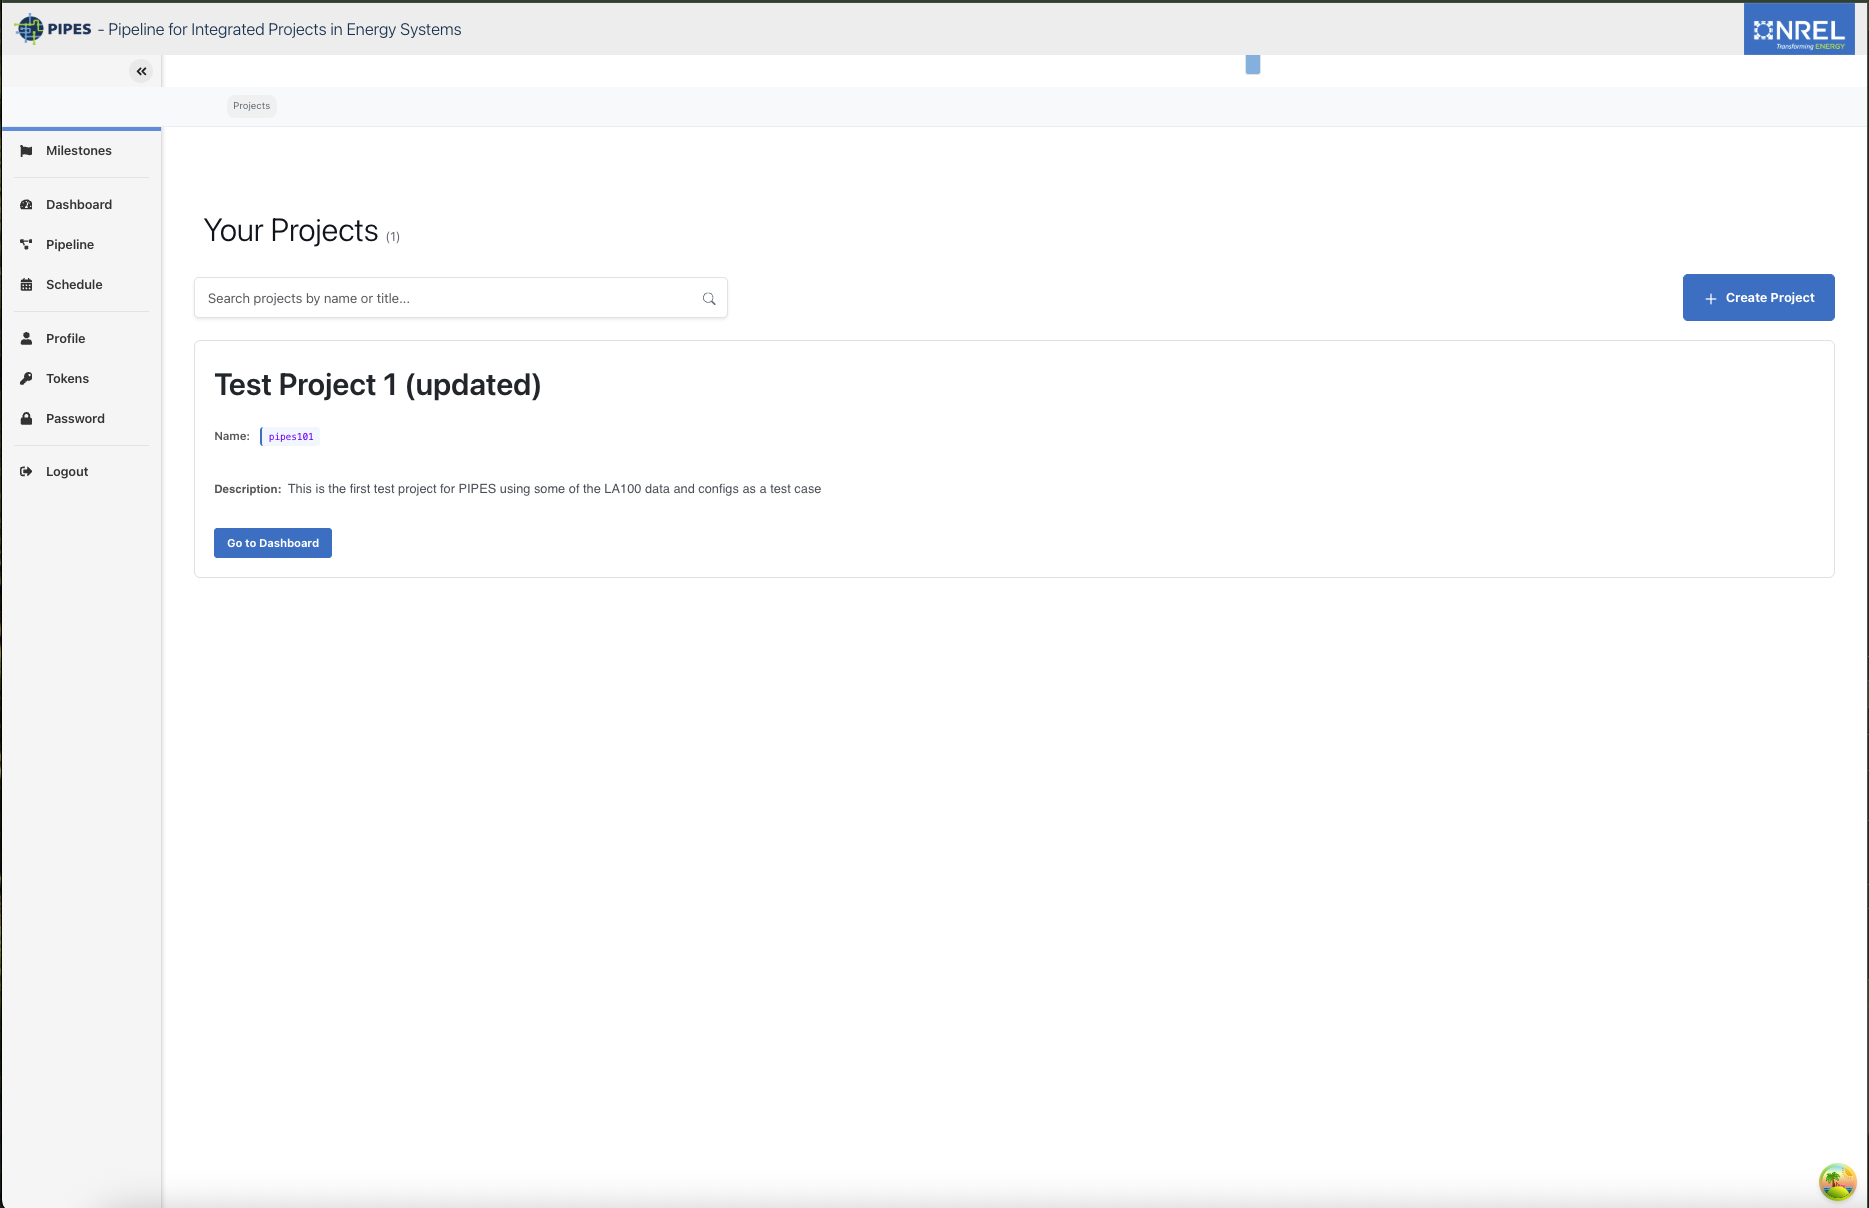 PIPES - Pipeline for Integrated Projects in Energy Systems
NREL
Transforming ENERGY
Projects
Milestones
Dashboard
Pipeline
Schedule
Profile
Tokens
Password
Logout
Your Projects (1)
Search projects by name or title...
Create Project
Test Project 1 (updated)
Name: pipes101
Description: This is the first test project for PIPES using some of the LA100 data and configs as a test case
Go to Dashboard